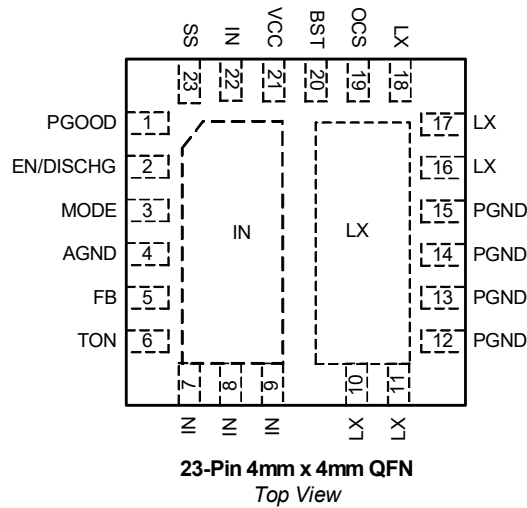 SS IN VCC BST OCS LX
23 22 21 20 19 18
PGOOD 1 17 LX
EN/DISCHG 2 16 LX
MODE 3 15 PGND
AGND 4 14 PGND
FB 5 13 PGND
TON 6 12 PGND
IN LX
7 8 9 10 11
IN IN IN LX LX
23-Pin 4mm x 4mm QFN
Top View